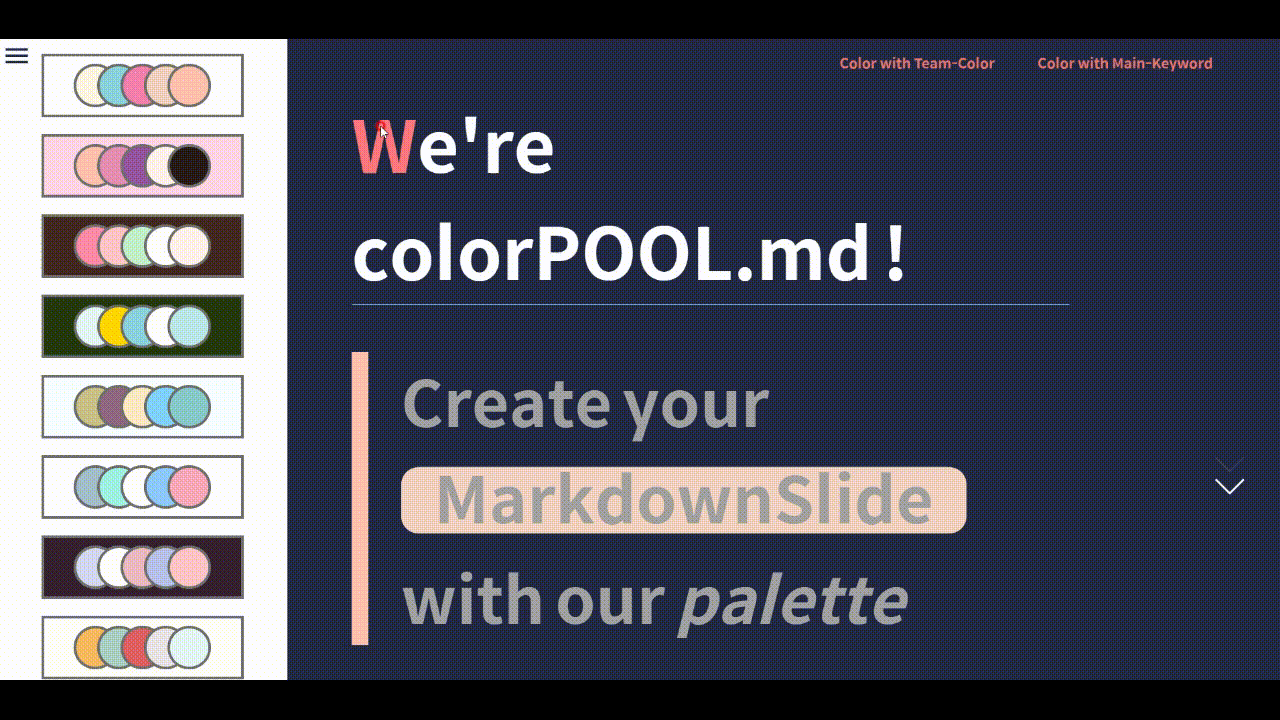 Color with Team-Color
Color with Main-Keyword
We're
colorPOOL.md !
Create your
MarkdownSlide
with our palette